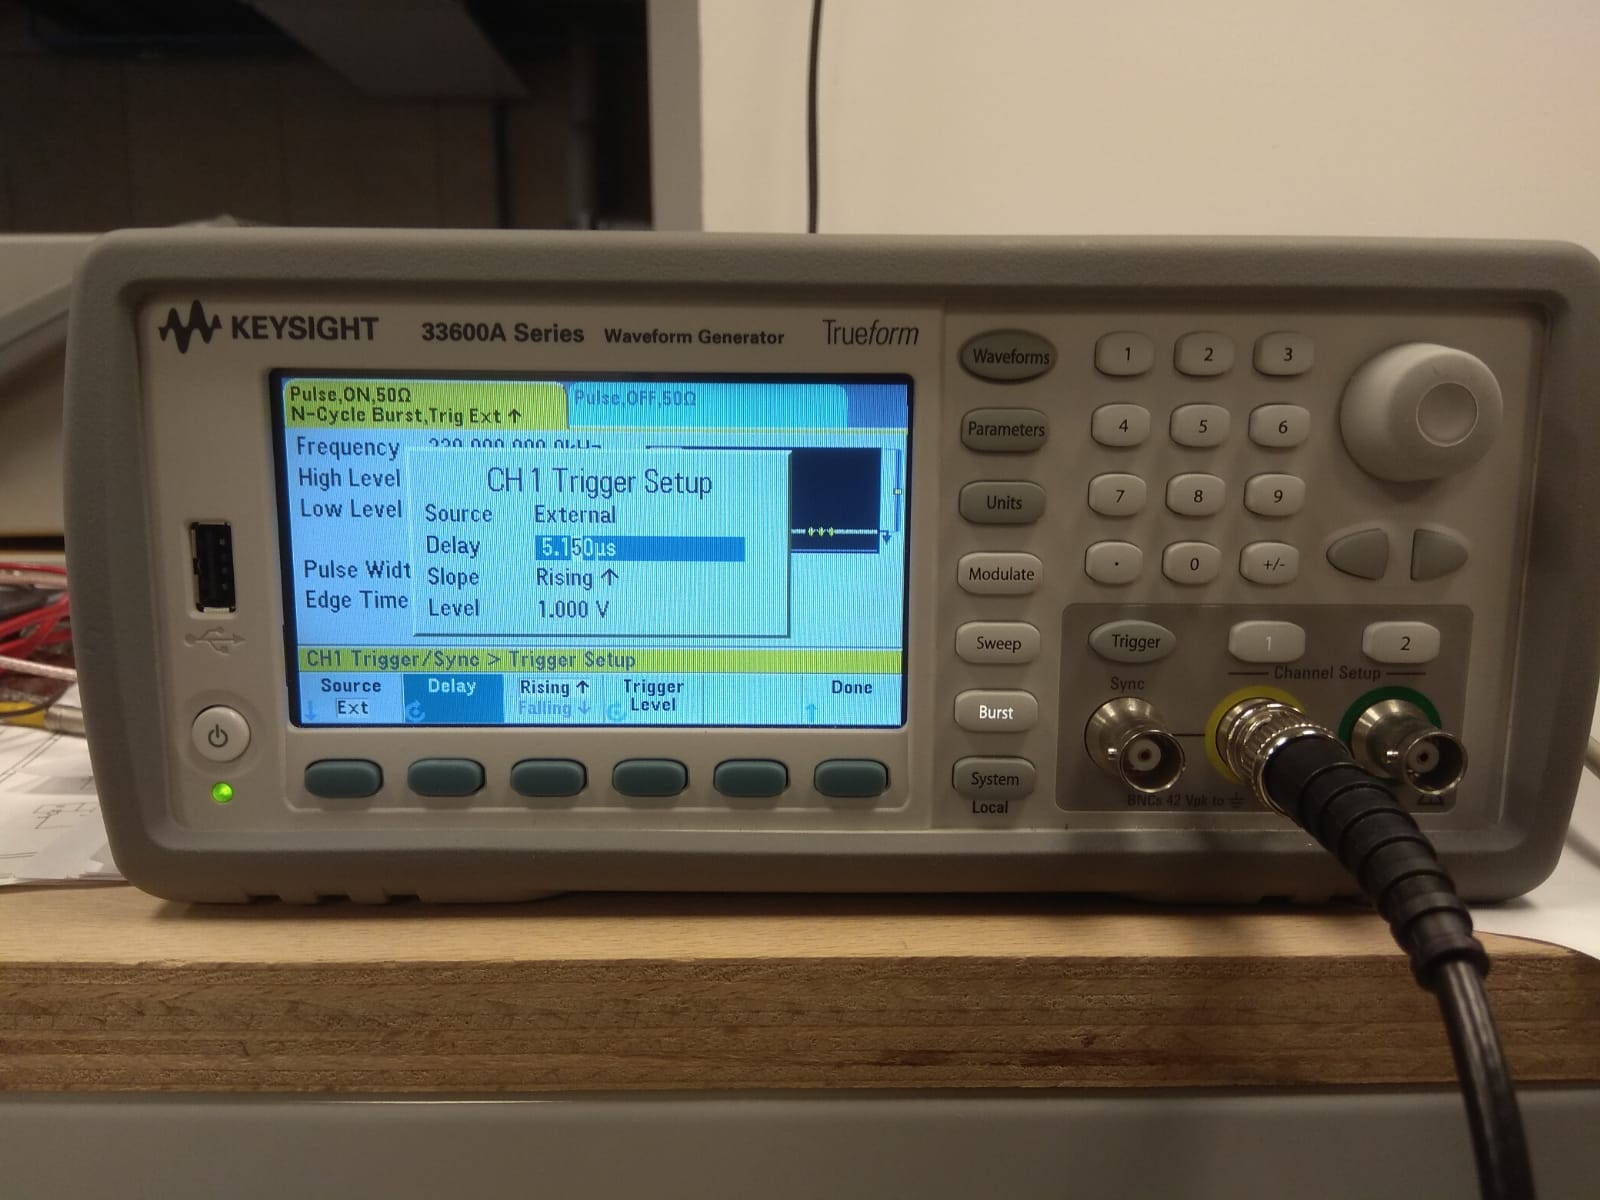 KEYSIGHT 33600A Series Waveform Generator Trueform
Pulse,ON,50Ω
N-Cycle Burst,Trig Ext ↑
Pulse,OFF,50Ω
Frequency
High Level
Low Level
Pulse Widt
Edge Time
CH 1 Trigger Setup
Source External
Delay 5.150µs
Slope Rising ↑
Level 1.000 V
CH1 Trigger/Sync > Trigger Setup
Source
Ext
Delay
Rising ↑
Falling ↓
Trigger
Level
Done
Waveforms
Parameters
Units
Modulate
Sweep
Burst
System
Local
1 2 3
4 5 6
7 8 9
. 0 +/-
Trigger 1 2
Channel Setup
Sync
BNCs 42 Vpk to